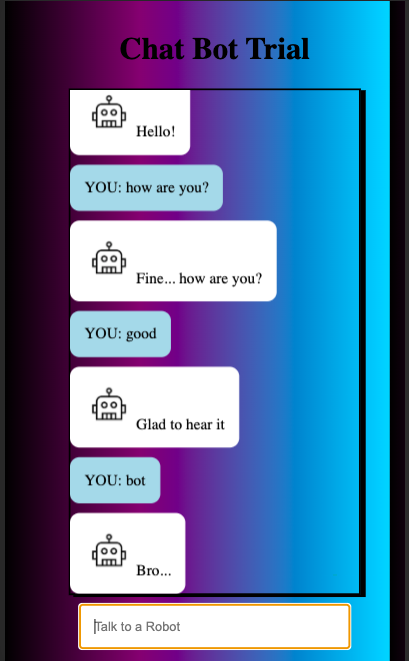 Chat Bot Trial
Hello!
YOU: how are you?
Fine... how are you?
YOU: good
Glad to hear it
YOU: bot
Bro...
Talk to a Robot